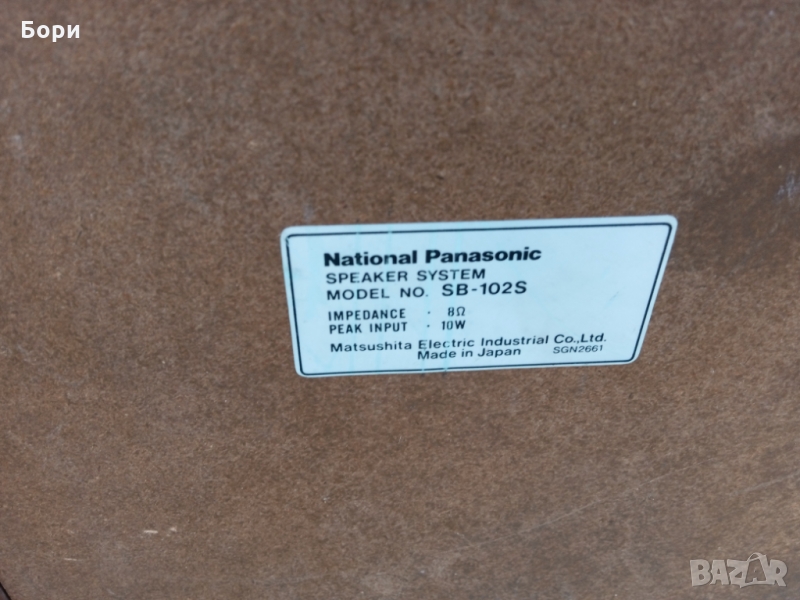 Бори
National Panasonic
SPEAKER SYSTEM
MODEL NO. SB-102S
IMPEDANCE · 8Ω
PEAK INPUT · 10W
Matsushita Electric Industrial Co.,Ltd.
Made in Japan SGN2661
BAZAR